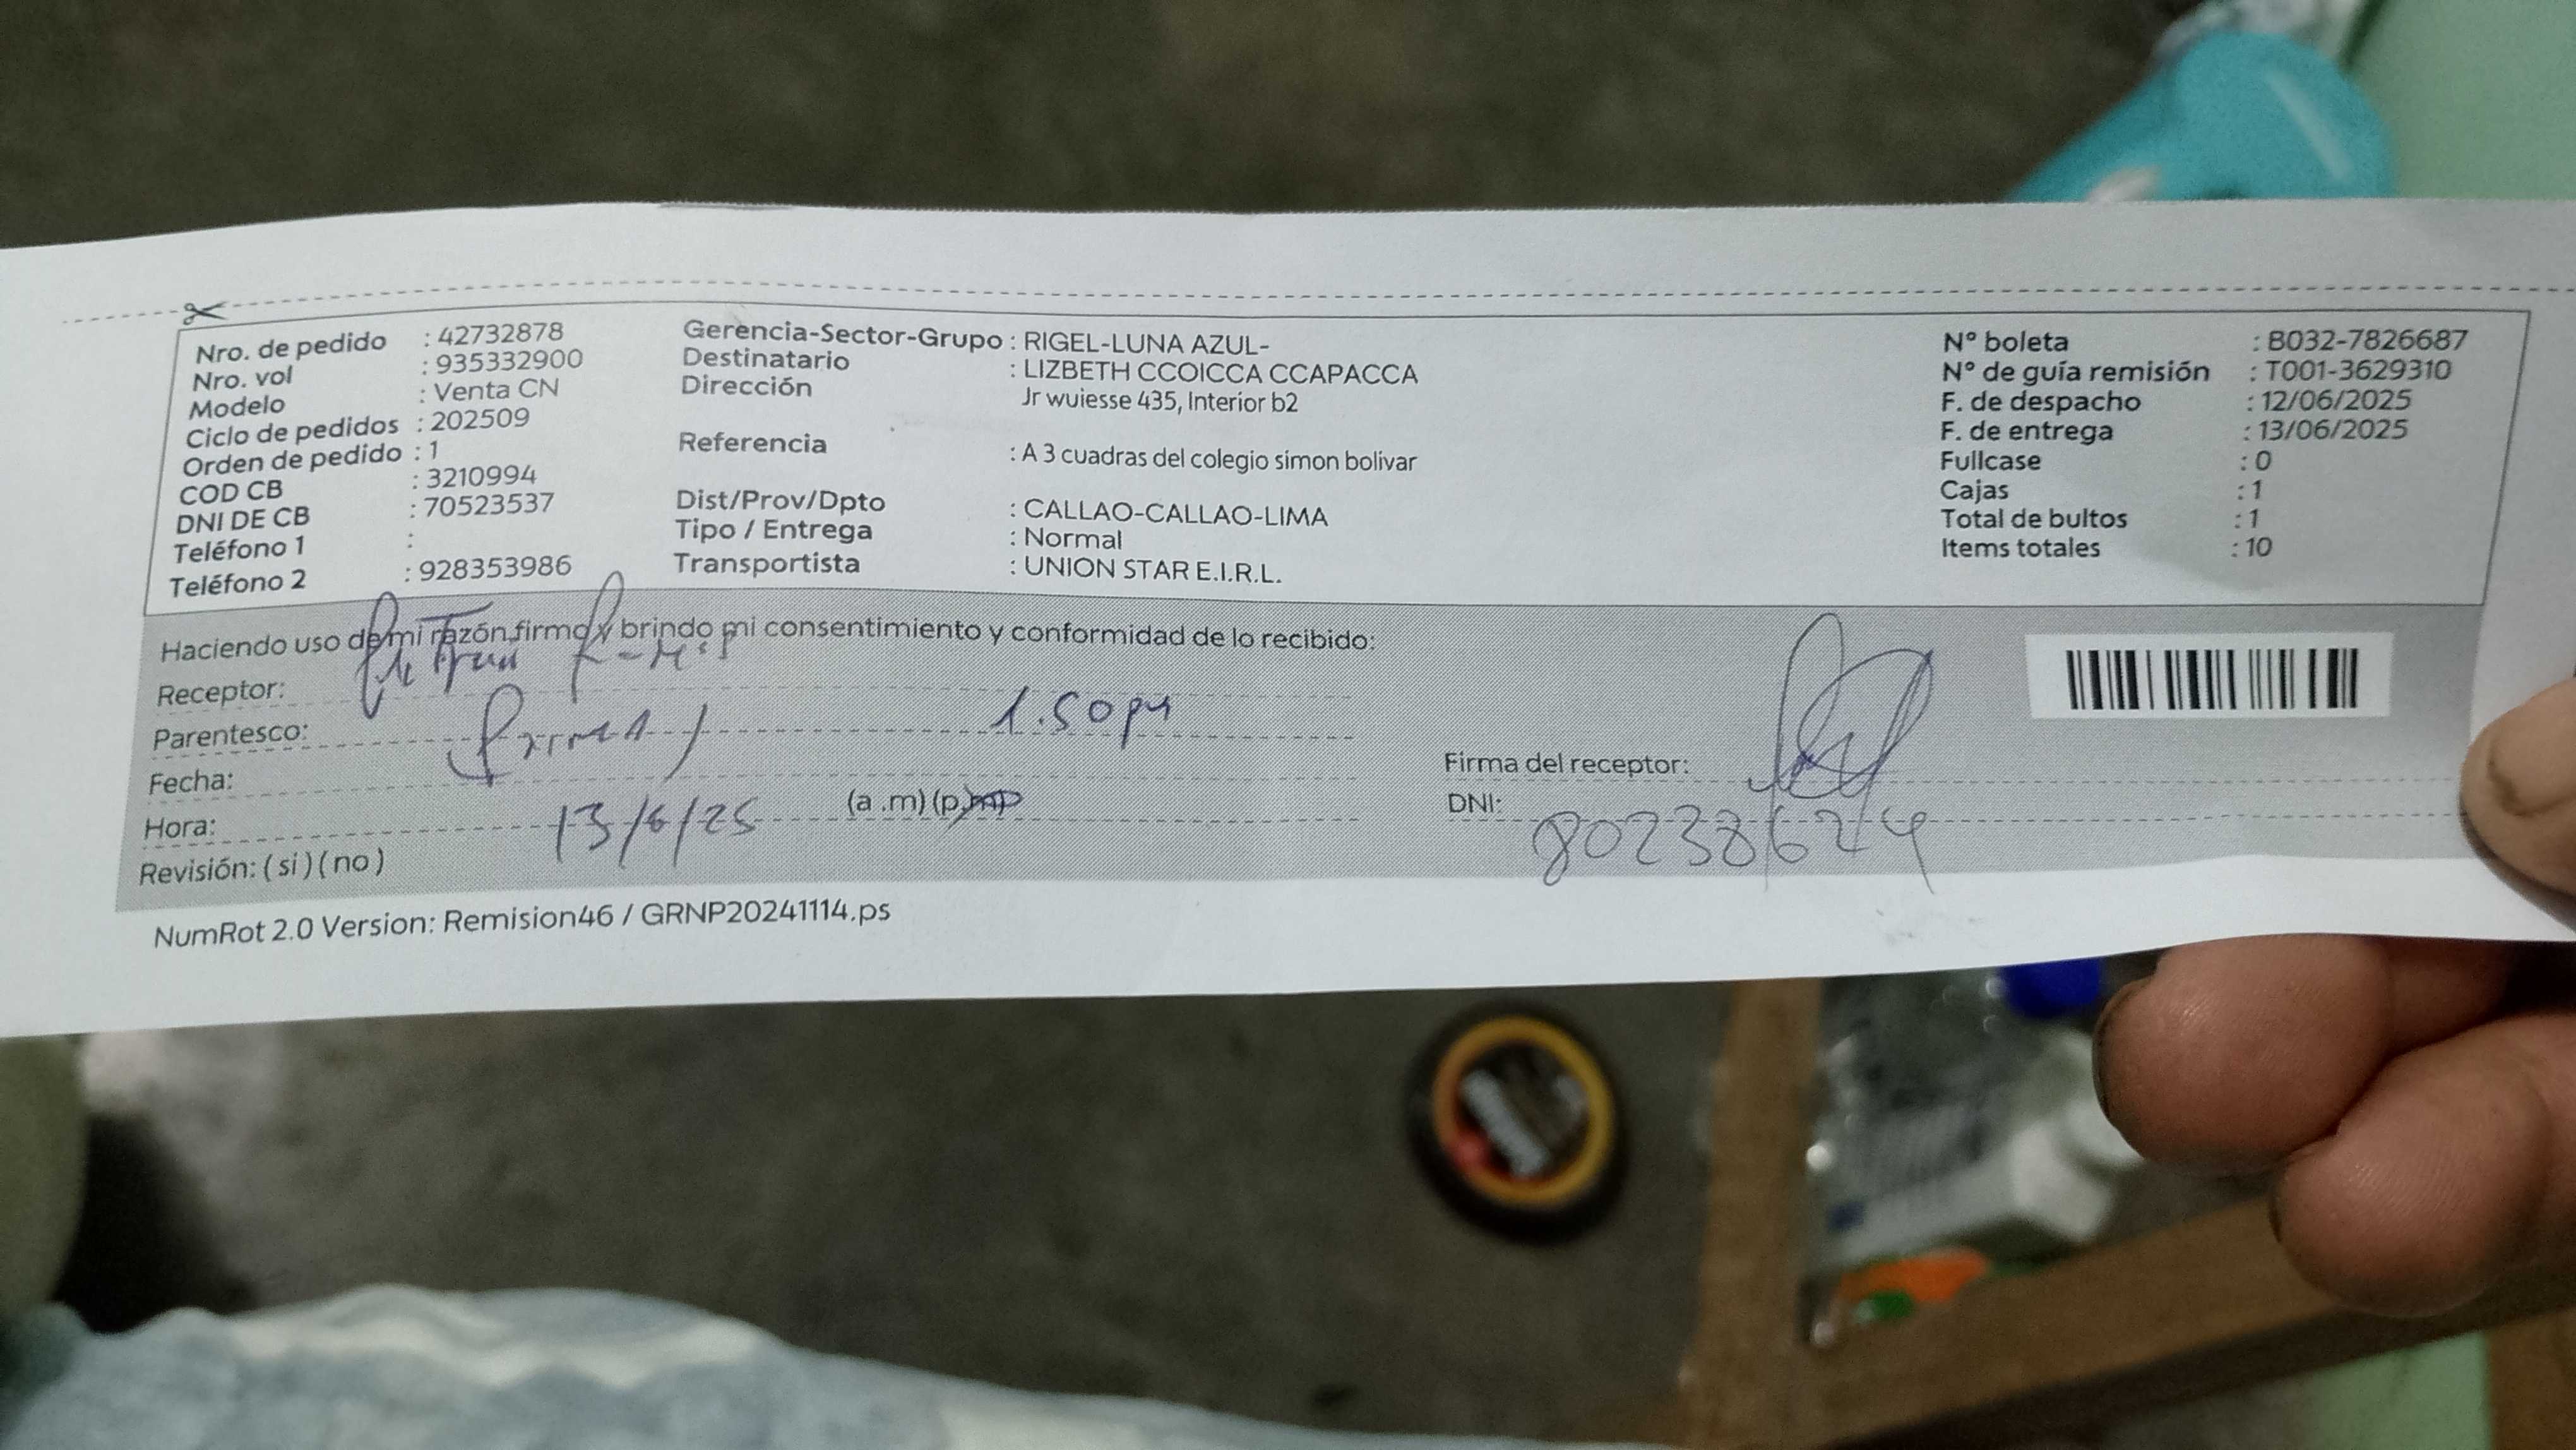 Nro. de pedido : 42732878
Nro. vol : 935332900
Modelo : Venta CN
Ciclo de pedidos : 202509
Orden de pedido : 1
COD CB : 3210994
DNI DE CB : 70523537
Teléfono 1 :
Teléfono 2 : 928353986
Gerencia-Sector-Grupo : RIGEL-LUNA AZUL-
Destinatario : LIZBETH CCOICCA CCAPACCA
Dirección Jr wuiesse 435, Interior b2
Referencia : A 3 cuadras del colegio simon bolivar
Dist/Prov/Dpto : CALLAO-CALLAO-LIMA
Tipo / Entrega : Normal
Transportista : UNION STAR E.I.R.L.
N° boleta : B032-7826687
N° de guía remisión : T001-3629310
F. de despacho : 12/06/2025
F. de entrega : 13/06/2025
Fullcase : 0
Cajas : 1
Total de bultos : 1
Items totales : 10
Haciendo uso de mi razón, firmo y brindo mi consentimiento y conformidad de lo recibido:
Receptor:
Parentesco: 1.50 pm
Fecha:
Hora: 13/6/25 (a .m) (p.m)
Revisión: ( si ) ( no )
Firma del receptor:
DNI: 80238624
NumRot 2.0 Version: Remision46 / GRNP20241114.ps